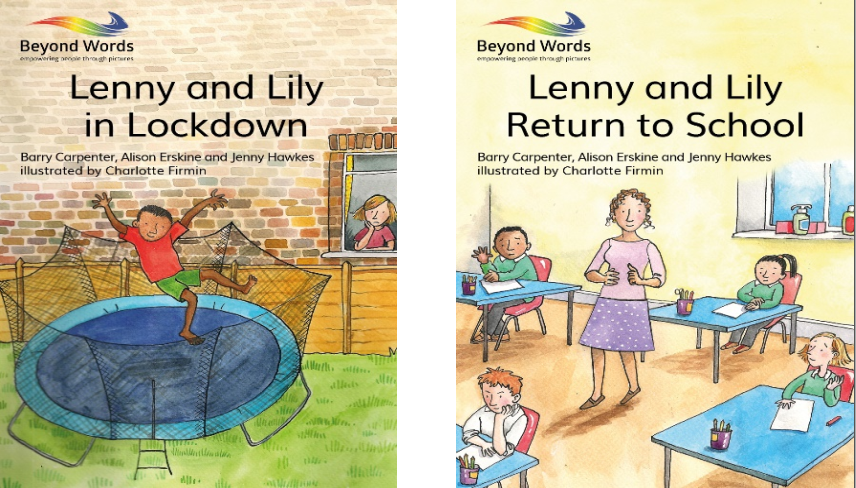 Beyond Words
empowering people through pictures
Lenny and Lily
in Lockdown
Barry Carpenter, Alison Erskine and Jenny Hawkes
illustrated by Charlotte Firmin
Beyond Words
empowering people through pictures
Lenny and Lily
Return to School
Barry Carpenter, Alison Erskine and Jenny Hawkes
illustrated by Charlotte Firmin